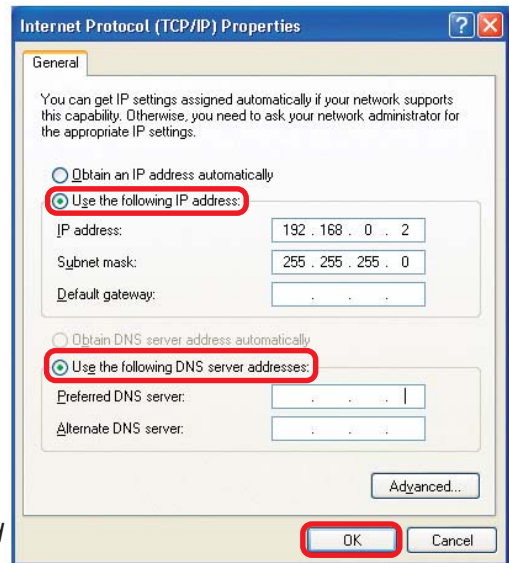 Internet Protocol (TCP/IP) Properties
General
You can get IP settings assigned automatically if your network supports
this capability. Otherwise, you need to ask your network administrator for
the appropriate IP settings.
Obtain an IP address automatically
Use the following IP address:
IP address: 192 . 168 . 0 . 2
Subnet mask: 255 . 255 . 255 . 0
Default gateway: . . .
Obtain DNS server address automatically
Use the following DNS server addresses:
Preferred DNS server: . . .
Alternate DNS server: . . .
Advanced...
OK Cancel